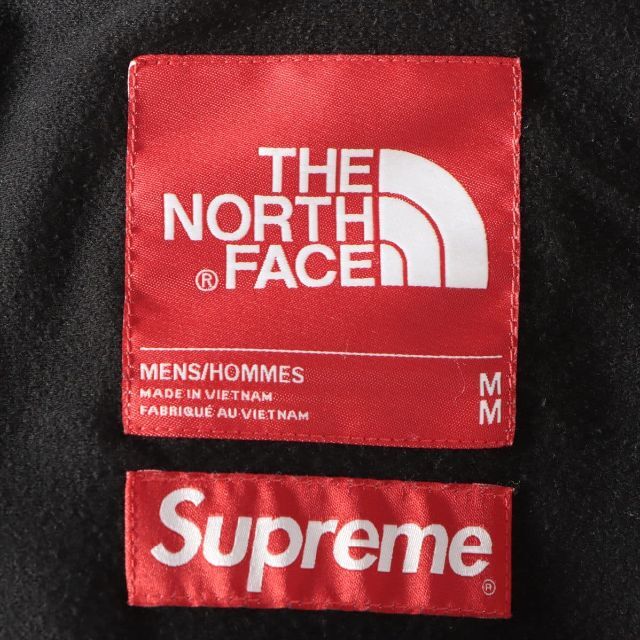 THE
NORTH
® FACE
MENS/HOMMES M
MADE IN VIETNAM
FABRIQUÉ AU VIETNAM M
Supreme ®